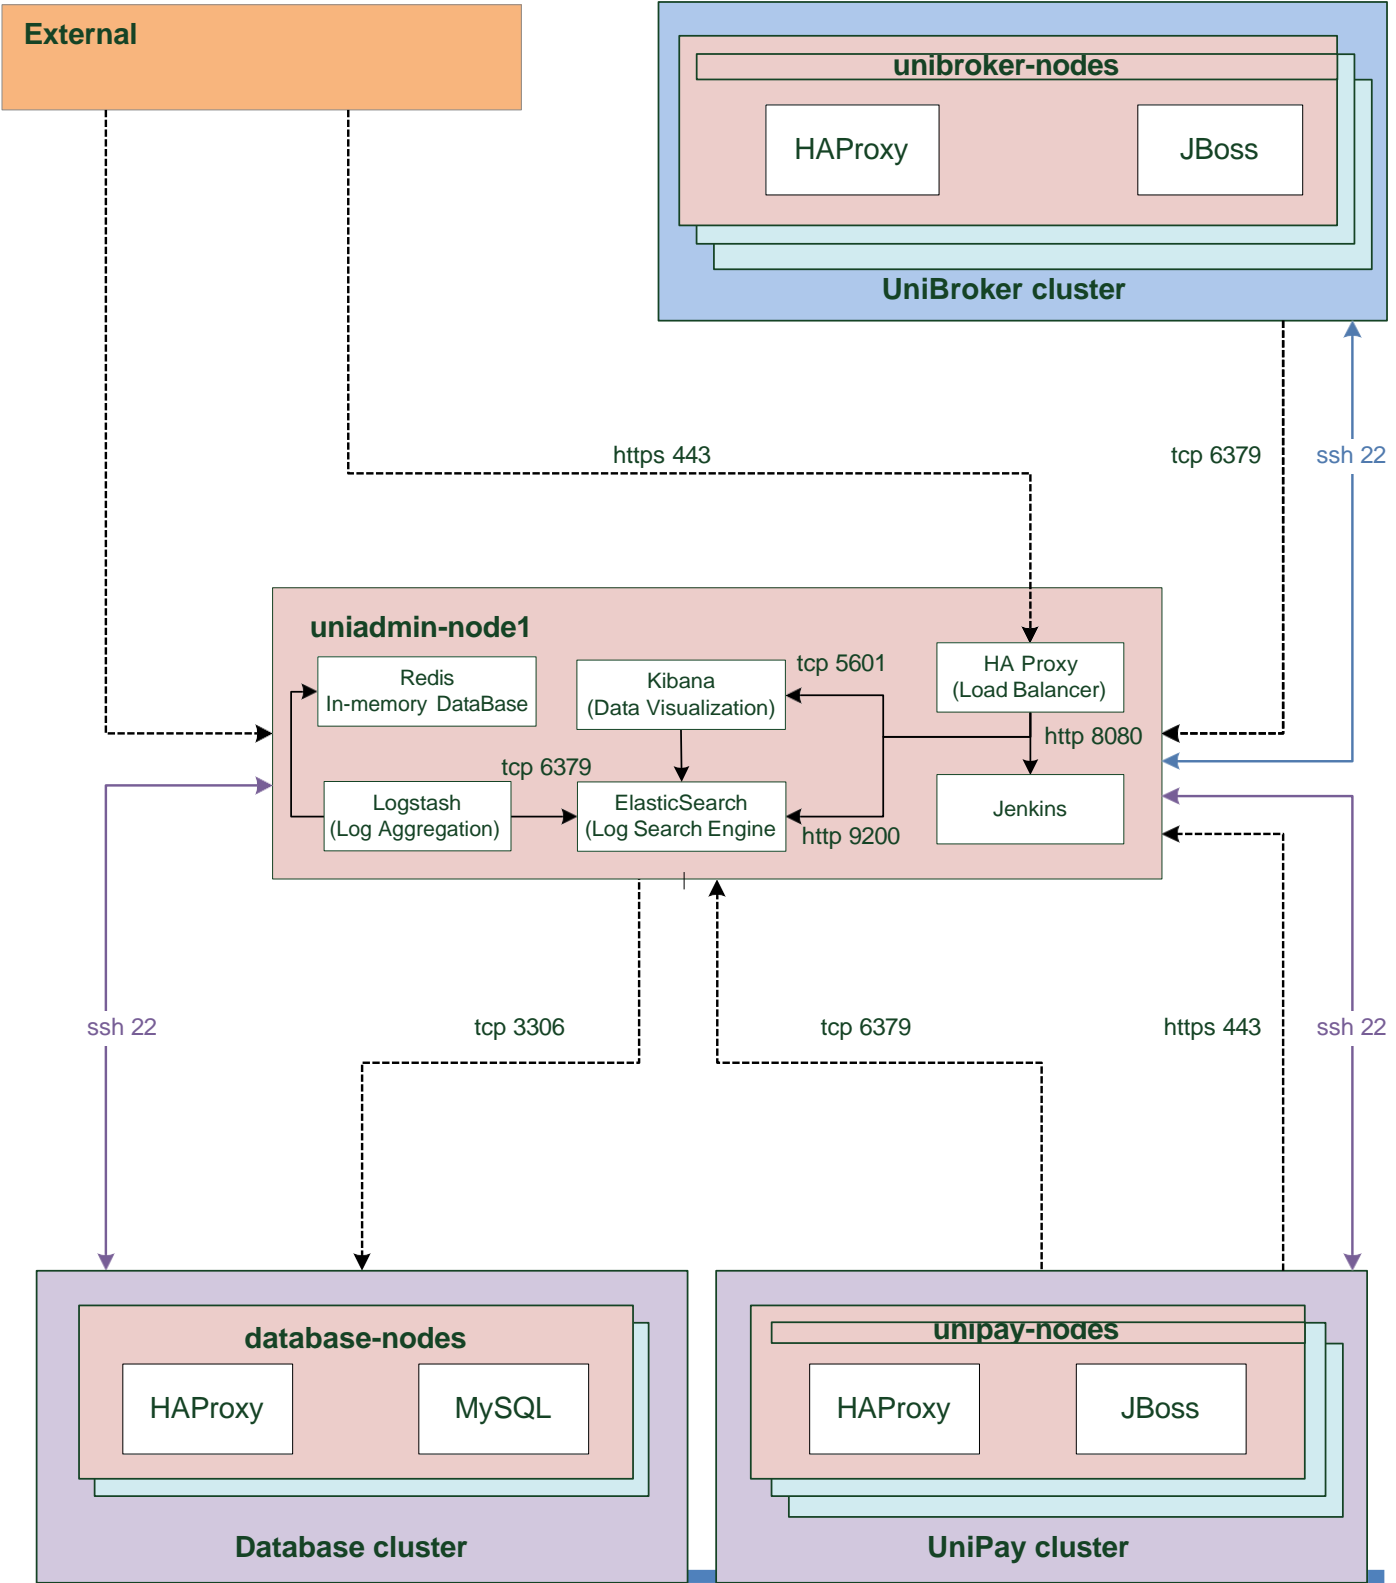 External
unibroker-nodes
HAProxy
JBoss
UniBroker cluster
https 443
tcp 6379
ssh 22
uniadmin-node1
Redis
In-memory DataBase
Kibana
(Data Visualization)
tcp 5601
HA Proxy
(Load Balancer)
http 8080
tcp 6379
Logstash
(Log Aggregation)
ElasticSearch
(Log Search Engine
http 9200
Jenkins
ssh 22
tcp 3306
tcp 6379
https 443
ssh 22
database-nodes
HAProxy
MySQL
Database cluster
unipay-nodes
HAProxy
JBoss
UniPay cluster